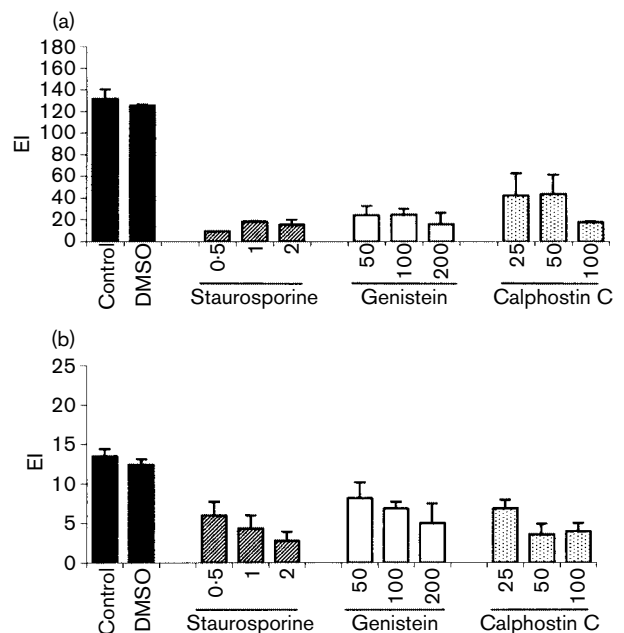 (a)
180
160
140
120
100
80
60
40
20
0
EI
Control
DMSO
0·5
1
2
50
100
200
25
50
100
Staurosporine
Genistein
Calphostin C
(b)
25
20
15
10
5
0
EI
Control
DMSO
0·5
1
2
50
100
200
25
50
100
Staurosporine
Genistein
Calphostin C